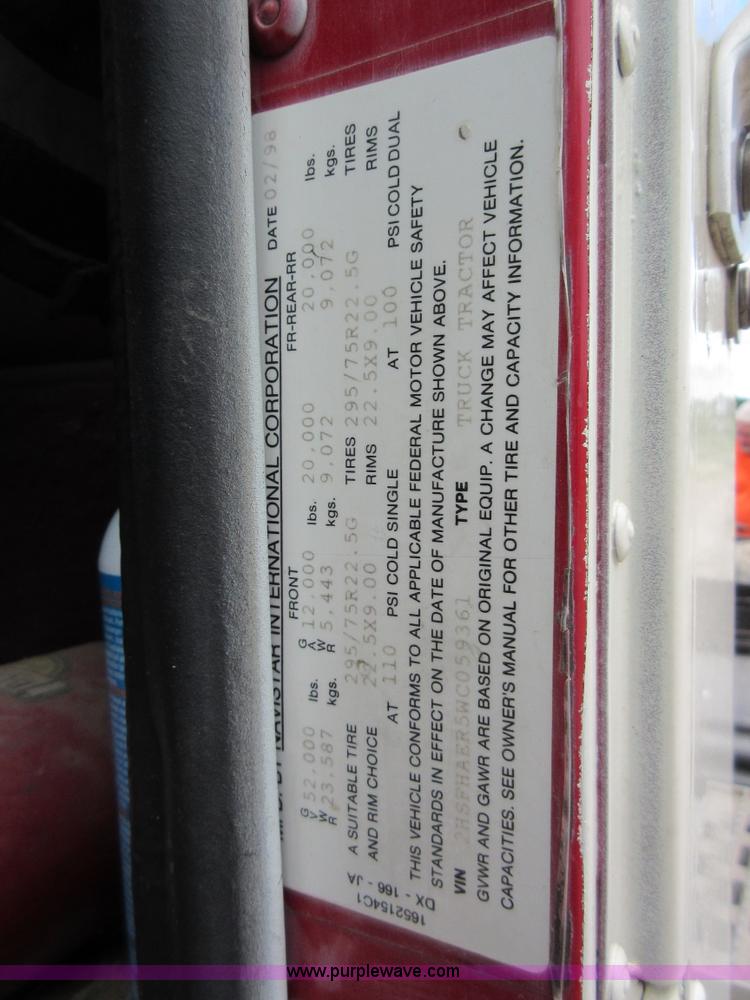 NAVISTAR INTERNATIONAL CORPORATION DATE 02/98
FRONT FR-REAR-RR
GVWR 52,000 lbs. GAWR 12,000 lbs. 20,000 20,000 lbs.
23,587 kgs. 5,443 kgs. 9,072 9,072 kgs.
A SUITABLE TIRE 295/75R22.5G TIRES 295/75R22.5G TIRES
AND RIM CHOICE 22.5X9.00 RIMS 22.5X9.00 RIMS
AT 110 PSI COLD SINGLE AT 100 PSI COLD DUAL
THIS VEHICLE CONFORMS TO ALL APPLICABLE FEDERAL MOTOR VEHICLE SAFETY
STANDARDS IN EFFECT ON THE DATE OF MANUFACTURE SHOWN ABOVE.
VIN 2HSFHAER5WC059361 TYPE TRUCK TRACTOR
GVWR AND GAWR ARE BASED ON ORIGINAL EQUIP. A CHANGE MAY AFFECT VEHICLE
CAPACITIES. SEE OWNER'S MANUAL FOR OTHER TIRE AND CAPACITY INFORMATION.
1652154C1
DX - 166 - JA
www.purplewave.com